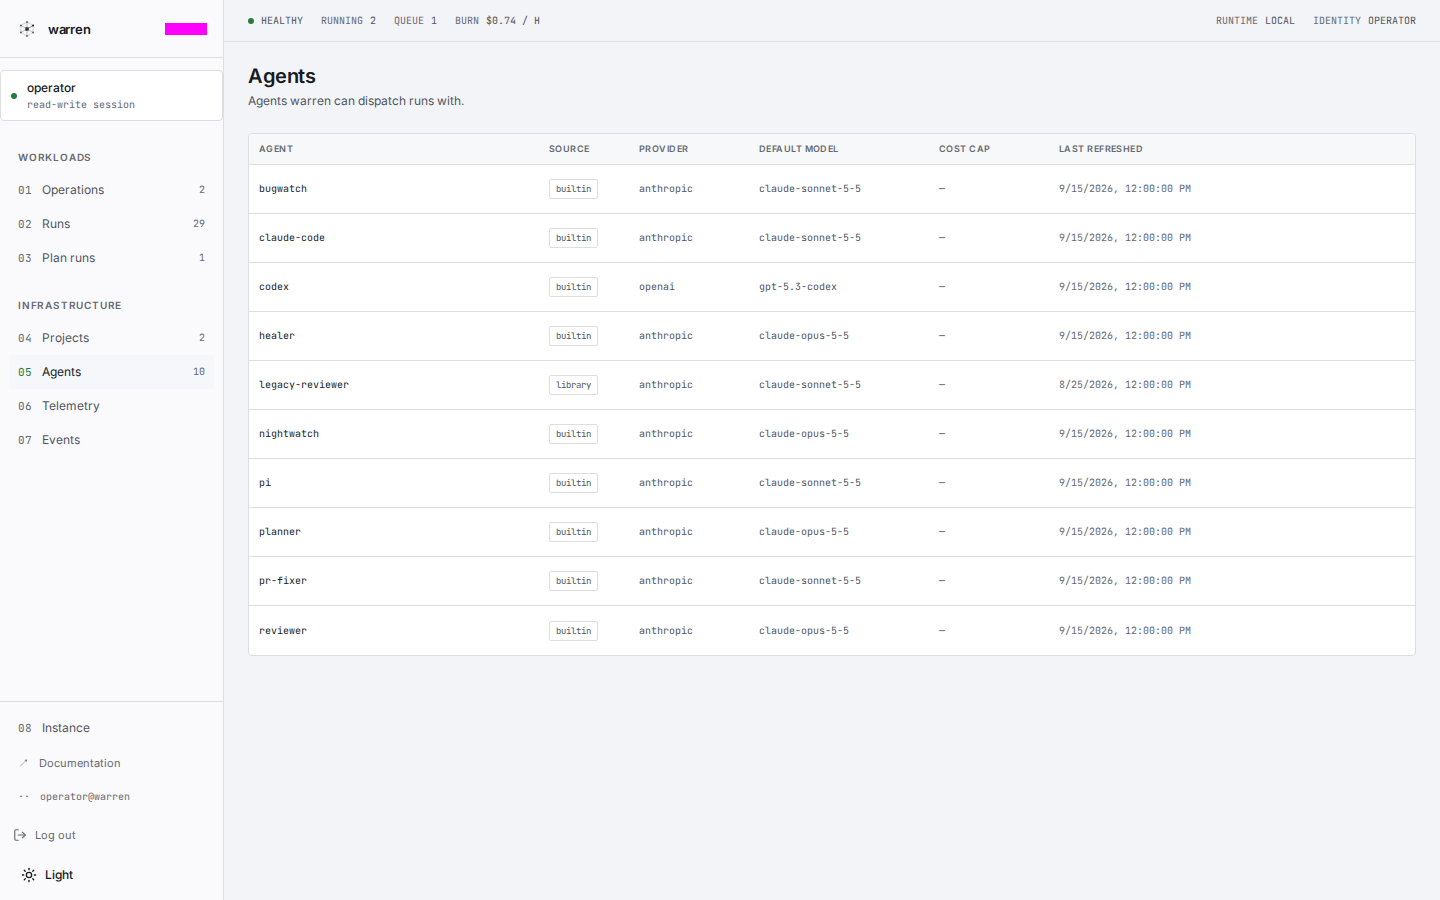 warren
operator
read-write session
WORKLOADS
01 Operations 2
02 Runs 29
03 Plan runs 1
INFRASTRUCTURE
04 Projects 2
05 Agents 10
06 Telemetry
07 Events
08 Instance
Documentation
operator@warren
Log out
Light
HEALTHY RUNNING 2 QUEUE 1 BURN $0.74 / H RUNTIME LOCAL IDENTITY OPERATOR
Agents
Agents warren can dispatch runs with.
AGENT SOURCE PROVIDER DEFAULT MODEL COST CAP LAST REFRESHED
bugwatch builtin anthropic claude-sonnet-5-5 — 9/15/2026, 12:00:00 PM
claude-code builtin anthropic claude-sonnet-5-5 — 9/15/2026, 12:00:00 PM
codex builtin openai gpt-5.3-codex — 9/15/2026, 12:00:00 PM
healer builtin anthropic claude-opus-5-5 — 9/15/2026, 12:00:00 PM
legacy-reviewer library anthropic claude-sonnet-5-5 — 8/25/2026, 12:00:00 PM
nightwatch builtin anthropic claude-opus-5-5 — 9/15/2026, 12:00:00 PM
pi builtin anthropic claude-sonnet-5-5 — 9/15/2026, 12:00:00 PM
planner builtin anthropic claude-opus-5-5 — 9/15/2026, 12:00:00 PM
pr-fixer builtin anthropic claude-sonnet-5-5 — 9/15/2026, 12:00:00 PM
reviewer builtin anthropic claude-opus-5-5 — 9/15/2026, 12:00:00 PM